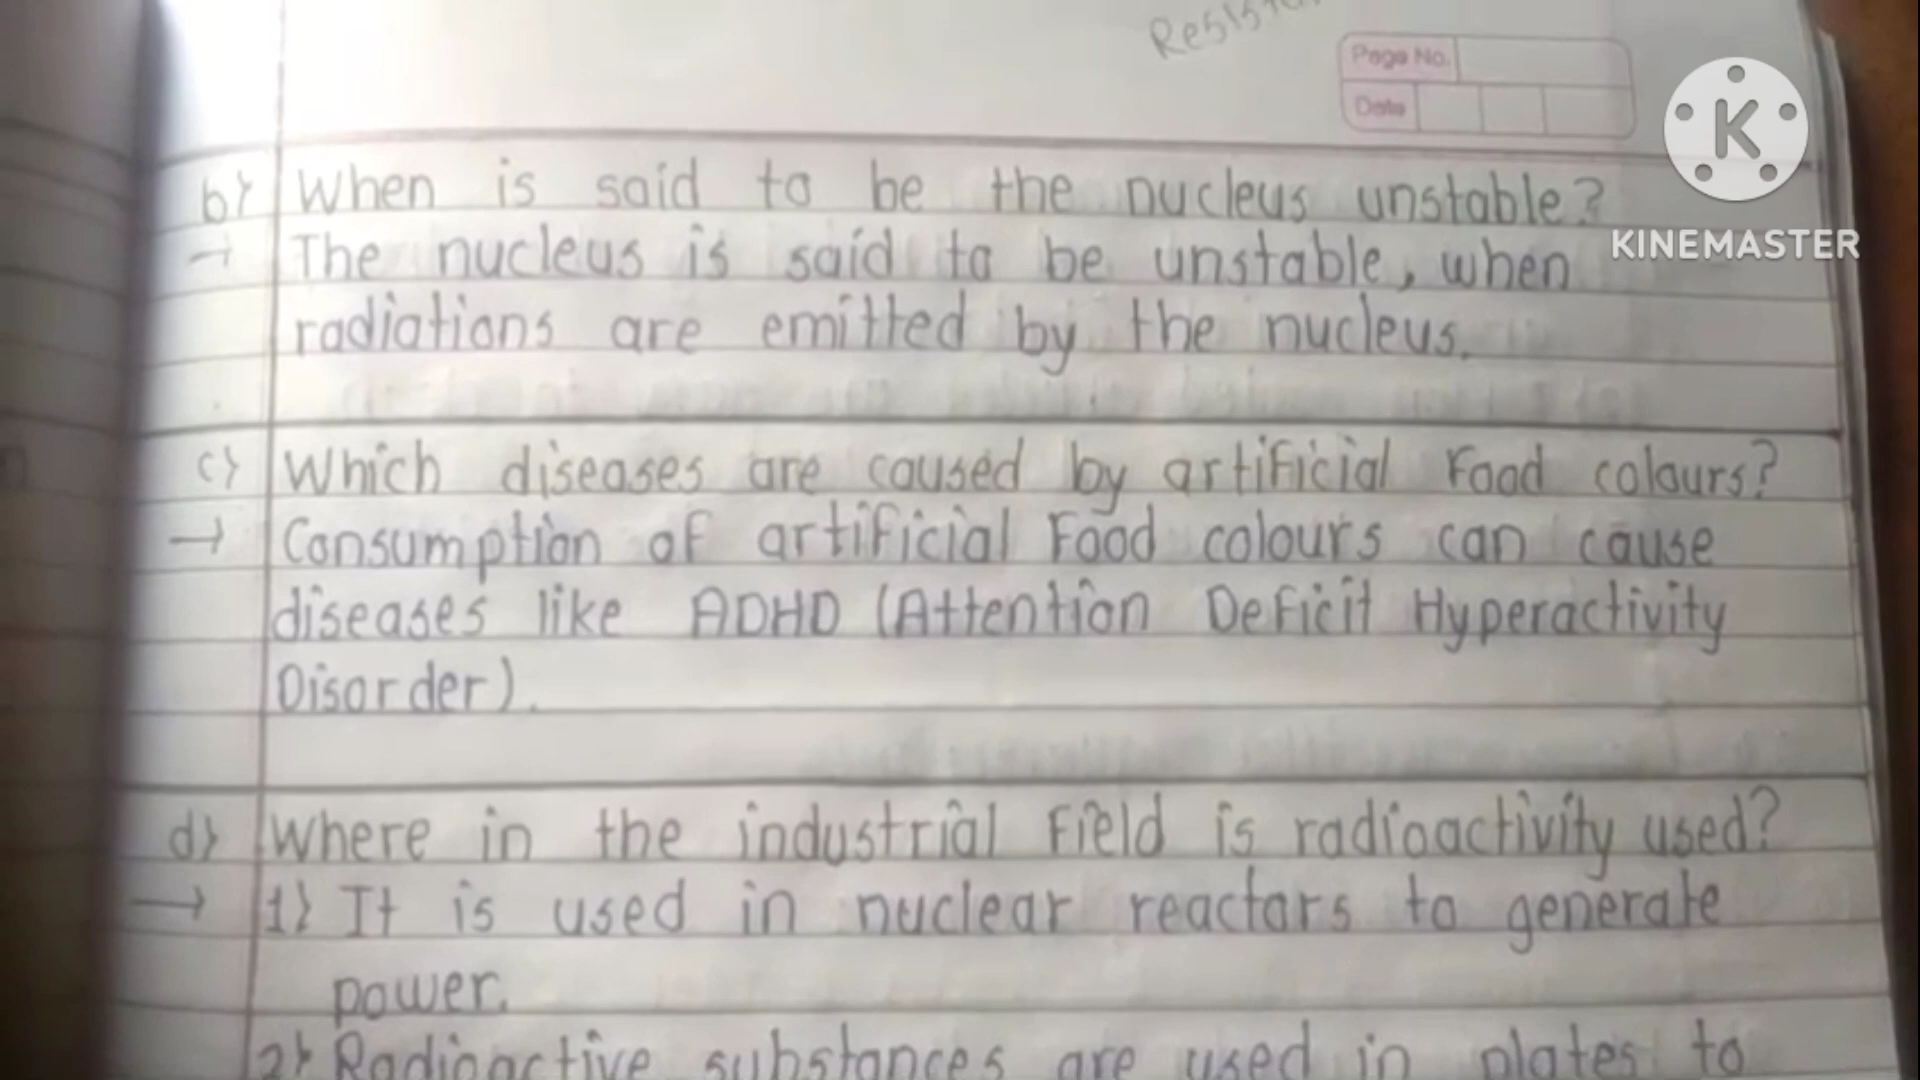 Page No.
Date
KINEMASTER
b} When is said to be the nucleus unstable?
→ The nucleus is said to be unstable, when
radiations are emitted by the nucleus.
c} Which diseases are caused by artificial Food colours?
→ Consumption of artificial Food colours can cause
diseases like ADHD (Attention Deficit Hyperactivity
Disorder).
d} Where in the industrial Field is radioactivity used?
→ 1} It is used in nuclear reactors to generate
power.
2} Radioactive substances are used in plates to